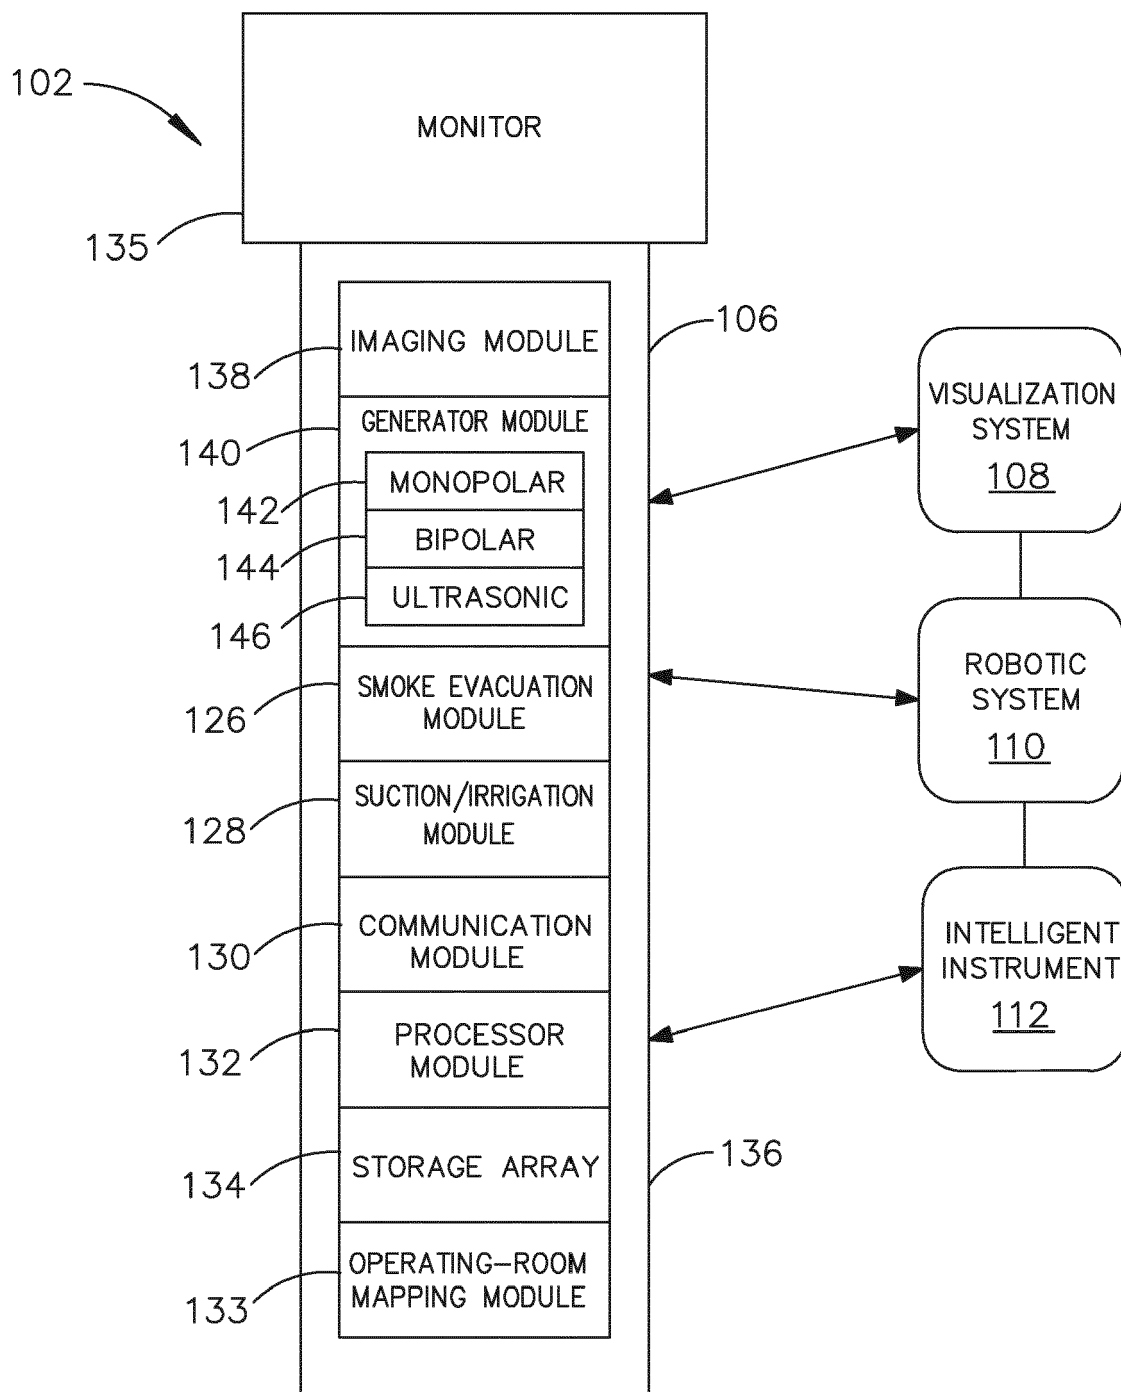 102
MONITOR
135
106
IMAGING MODULE
138
GENERATOR MODULE
140
MONOPOLAR
142
BIPOLAR
144
ULTRASONIC
146
SMOKE EVACUATION
MODULE
126
SUCTION/IRRIGATION
MODULE
128
COMMUNICATION
MODULE
130
PROCESSOR
MODULE
132
STORAGE ARRAY
134
136
OPERATING-ROOM
MAPPING MODULE
133
VISUALIZATION
SYSTEM
108
ROBOTIC
SYSTEM
110
INTELLIGENT
INSTRUMENT
112